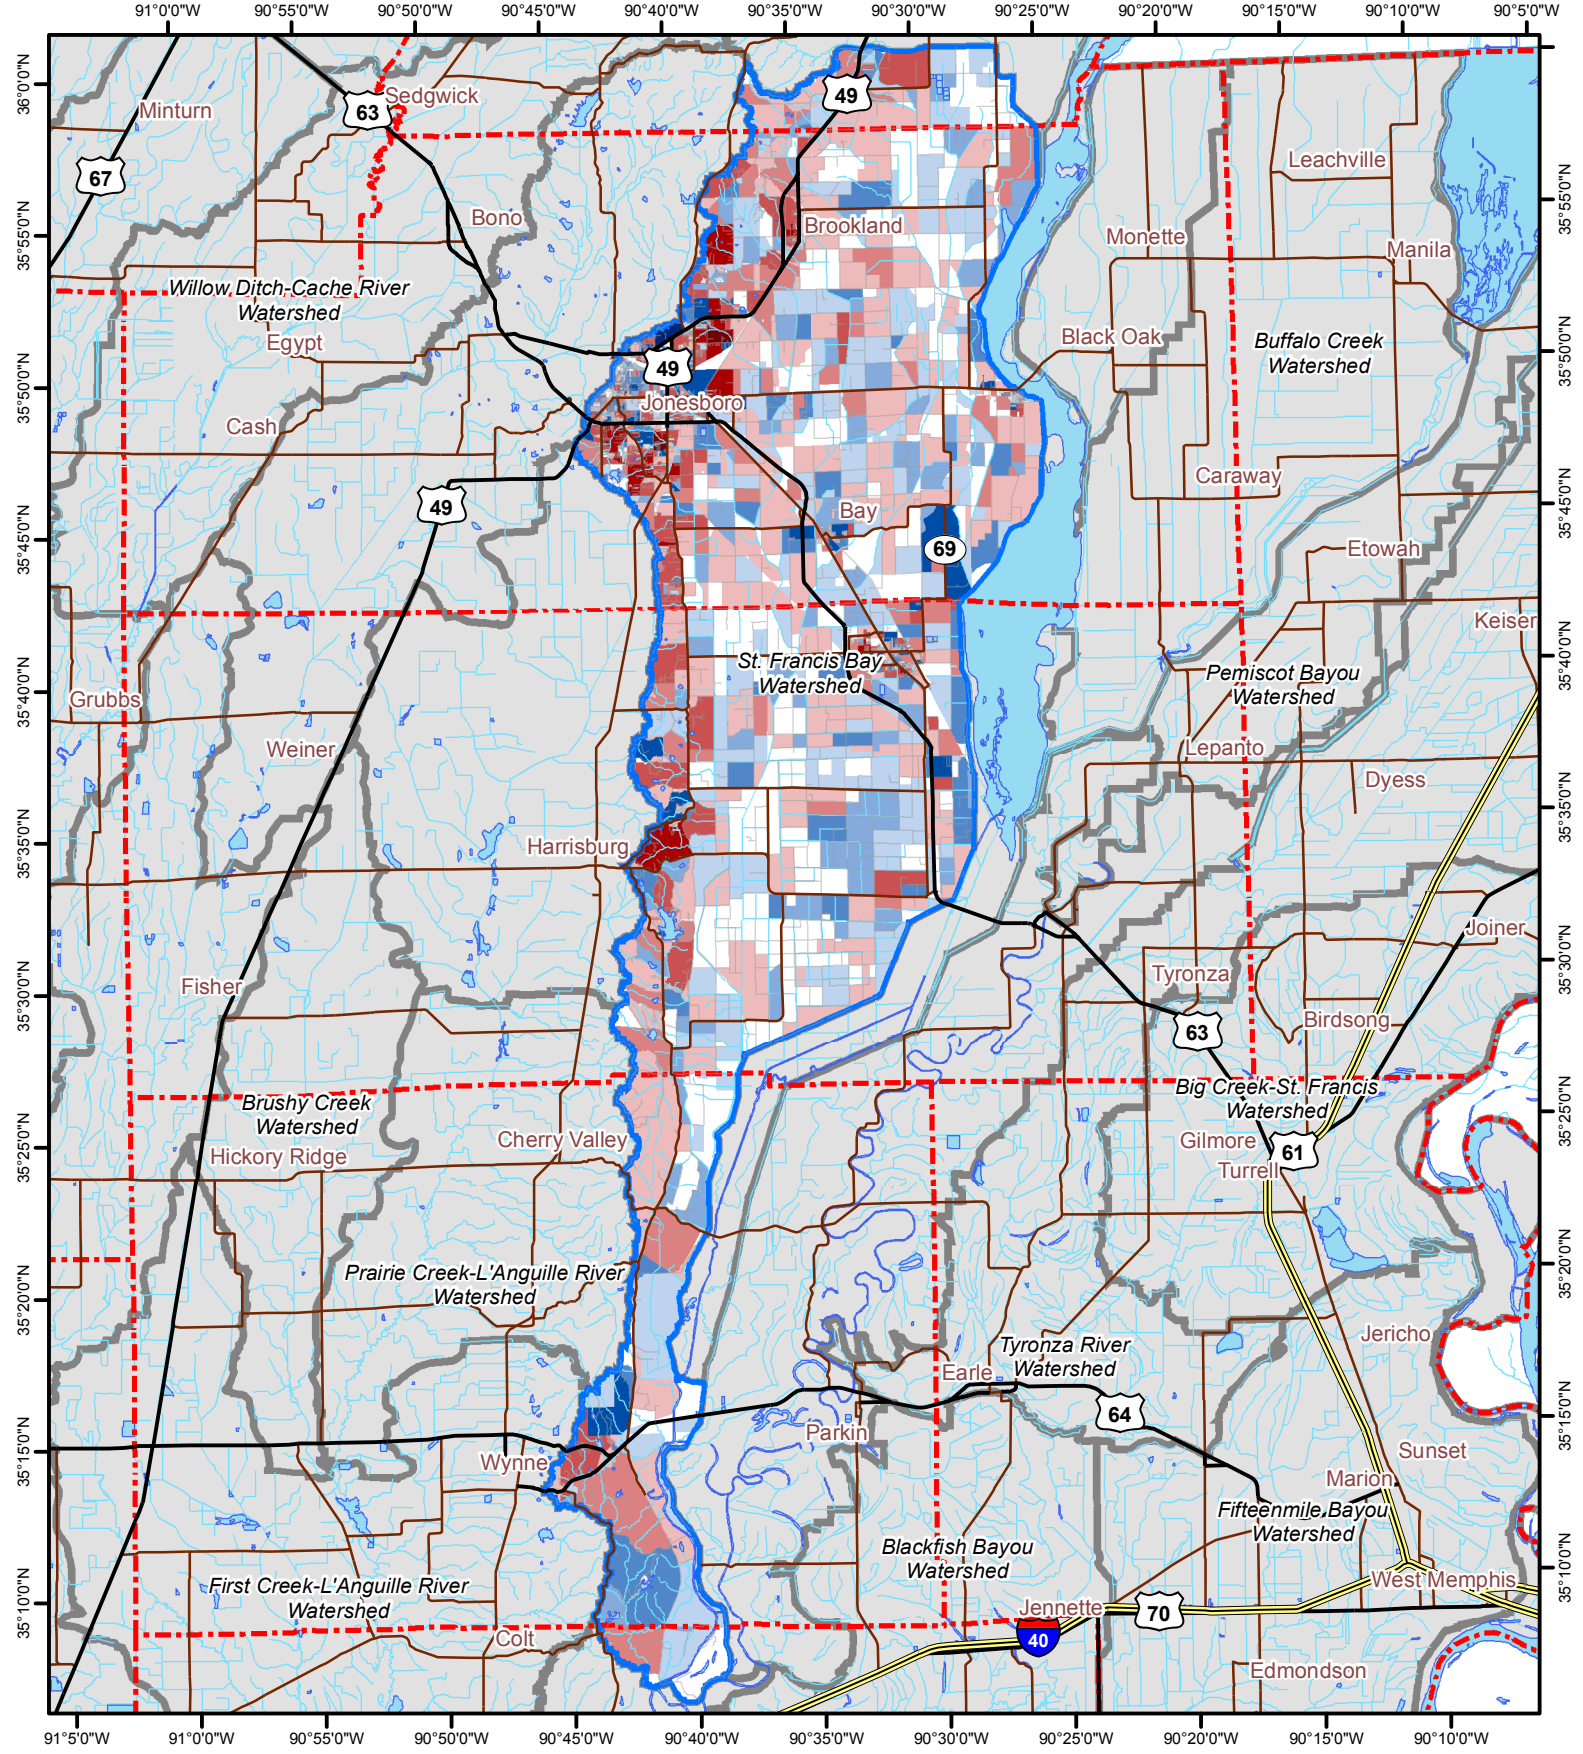 91°0'0"W 90°55'0"W 90°50'0"W 90°45'0"W 90°40'0"W 90°35'0"W 90°30'0"W 90°25'0"W 90°20'0"W 90°15'0"W 90°10'0"W 90°5'0"W
36°0'0"N
35°55'0"N
35°50'0"N
35°45'0"N
35°40'0"N
35°35'0"N
35°30'0"N
35°25'0"N
35°20'0"N
35°15'0"N
35°10'0"N
35°55'0"N
35°50'0"N
35°45'0"N
35°40'0"N
35°35'0"N
35°30'0"N
35°25'0"N
35°20'0"N
35°15'0"N
35°10'0"N
Minturn
63
Sedgwick
49
67
Leachville
Bono
Brookland
Monette
Manila
Willow Ditch-Cache River
Watershed
Egypt
Black Oak
Buffalo Creek
Watershed
49
Jonesboro
Cash
Caraway
49
Bay
69
Etowah
Keiser
St. Francis Bay
Watershed
Pemiscot Bayou
Watershed
Grubbs
Weiner
Lepanto
Dyess
Harrisburg
Joiner
Fisher
Tyronza
63
Birdsong
Brushy Creek
Watershed
Big Creek-St. Francis
Watershed
Cherry Valley
Hickory Ridge
Gilmore
61
Turrell
Prairie Creek-L'Anguille River
Watershed
Jericho
Tyronza River
Watershed
Earle
64
Parkin
Wynne
Sunset
Marion
Fifteenmile Bayou
Watershed
Blackfish Bayou
Watershed
First Creek-L'Anguille River
Watershed
West Memphis
Jennette
70
40
Colt
Edmondson
91°5'0"W 91°0'0"W 90°55'0"W 90°50'0"W 90°45'0"W 90°40'0"W 90°35'0"W 90°30'0"W 90°25'0"W 90°20'0"W 90°15'0"W 90°10'0"W